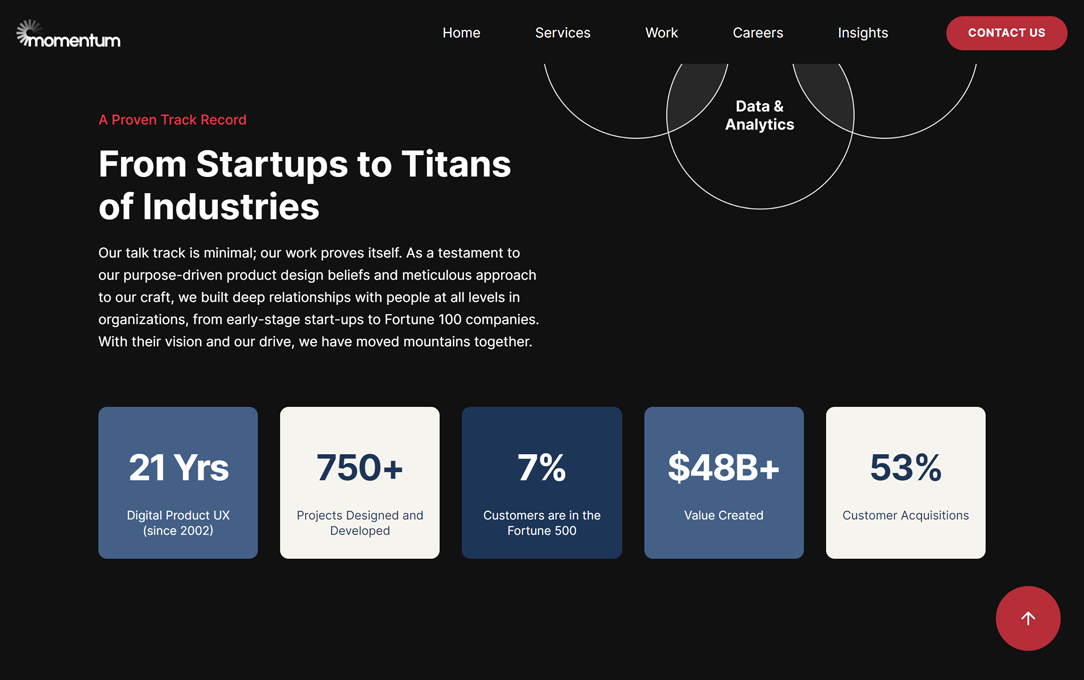 momentum
Home
Services
Work
Careers
Insights
CONTACT US
Data &
Analytics
A Proven Track Record
From Startups to Titans
of Industries
Our talk track is minimal; our work proves itself. As a testament to
our purpose-driven product design beliefs and meticulous approach
to our craft, we built deep relationships with people at all levels in
organizations, from early-stage start-ups to Fortune 100 companies.
With their vision and our drive, we have moved mountains together.
21 Yrs
Digital Product UX
(since 2002)
750+
Projects Designed and
Developed
7%
Customers are in the
Fortune 500
$48B+
Value Created
53%
Customer Acquisitions